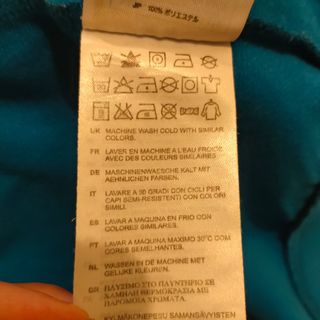 JP 100% ポリエステル
UK MACHINE WASH COLD WITH SIMILAR
COLORS.
FR LAVER EN MACHINE A L'EAU FROIDE
AVEC DES COULEURS SIMILAIRES.
DE MASCHINENWAESCHE KALT MIT
AEHNLICHEN FARBEN.
IT LAVARE A 30 GRADI CON CICLI PER
CAPI SEMI-RESISTENTI CON COLORI
SIMILI.
ES LAVAR A MAQUINA EN FRIO CON
COLORES SIMILARES.
PT LAVAR A MAQUINA MAXIMO 30°C COM
CORES SEMELHANTES.
NL WASSEN IN DE MACHINE MET
GELIJKE KLEUREN.
GR ΠΛΥΣΙΜΟ ΣΤΟ ΠΛΥΝΤΗΡΙΟ ΣΕ
ΧΑΜΗΛΗ ΘΕΡΜΟΚΡΑΣΙΑ ΜΕ
ΠΑΡΟΜΟΙΑ ΧΡΩΜΑΤΑ.
FI KYLMÄKONEPESU SAMANSÄVYISTEN